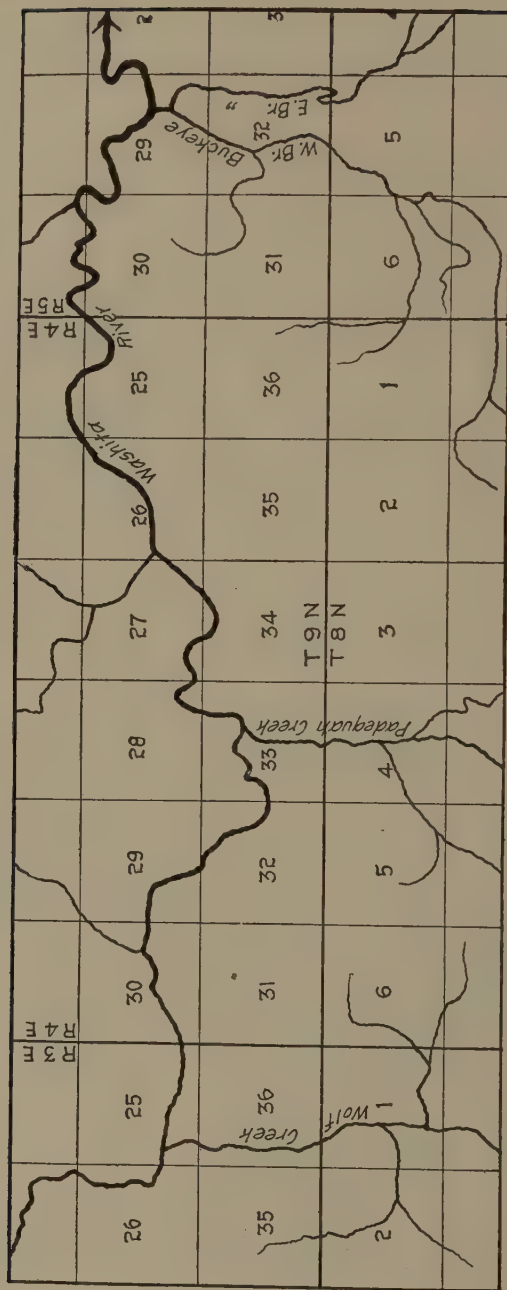 R3E
R4E
R4E
R5E
26 25 30 29 28 27 26 25 30 29 2
Washita River
35 36 31 32 33 34 35 36 31 32 3
Wolf Creek
Padequah Creek
Buckeye
W. Br.
" E. Br.
T9N
T8N
2 1 6 5 4 3 2 1 6 5